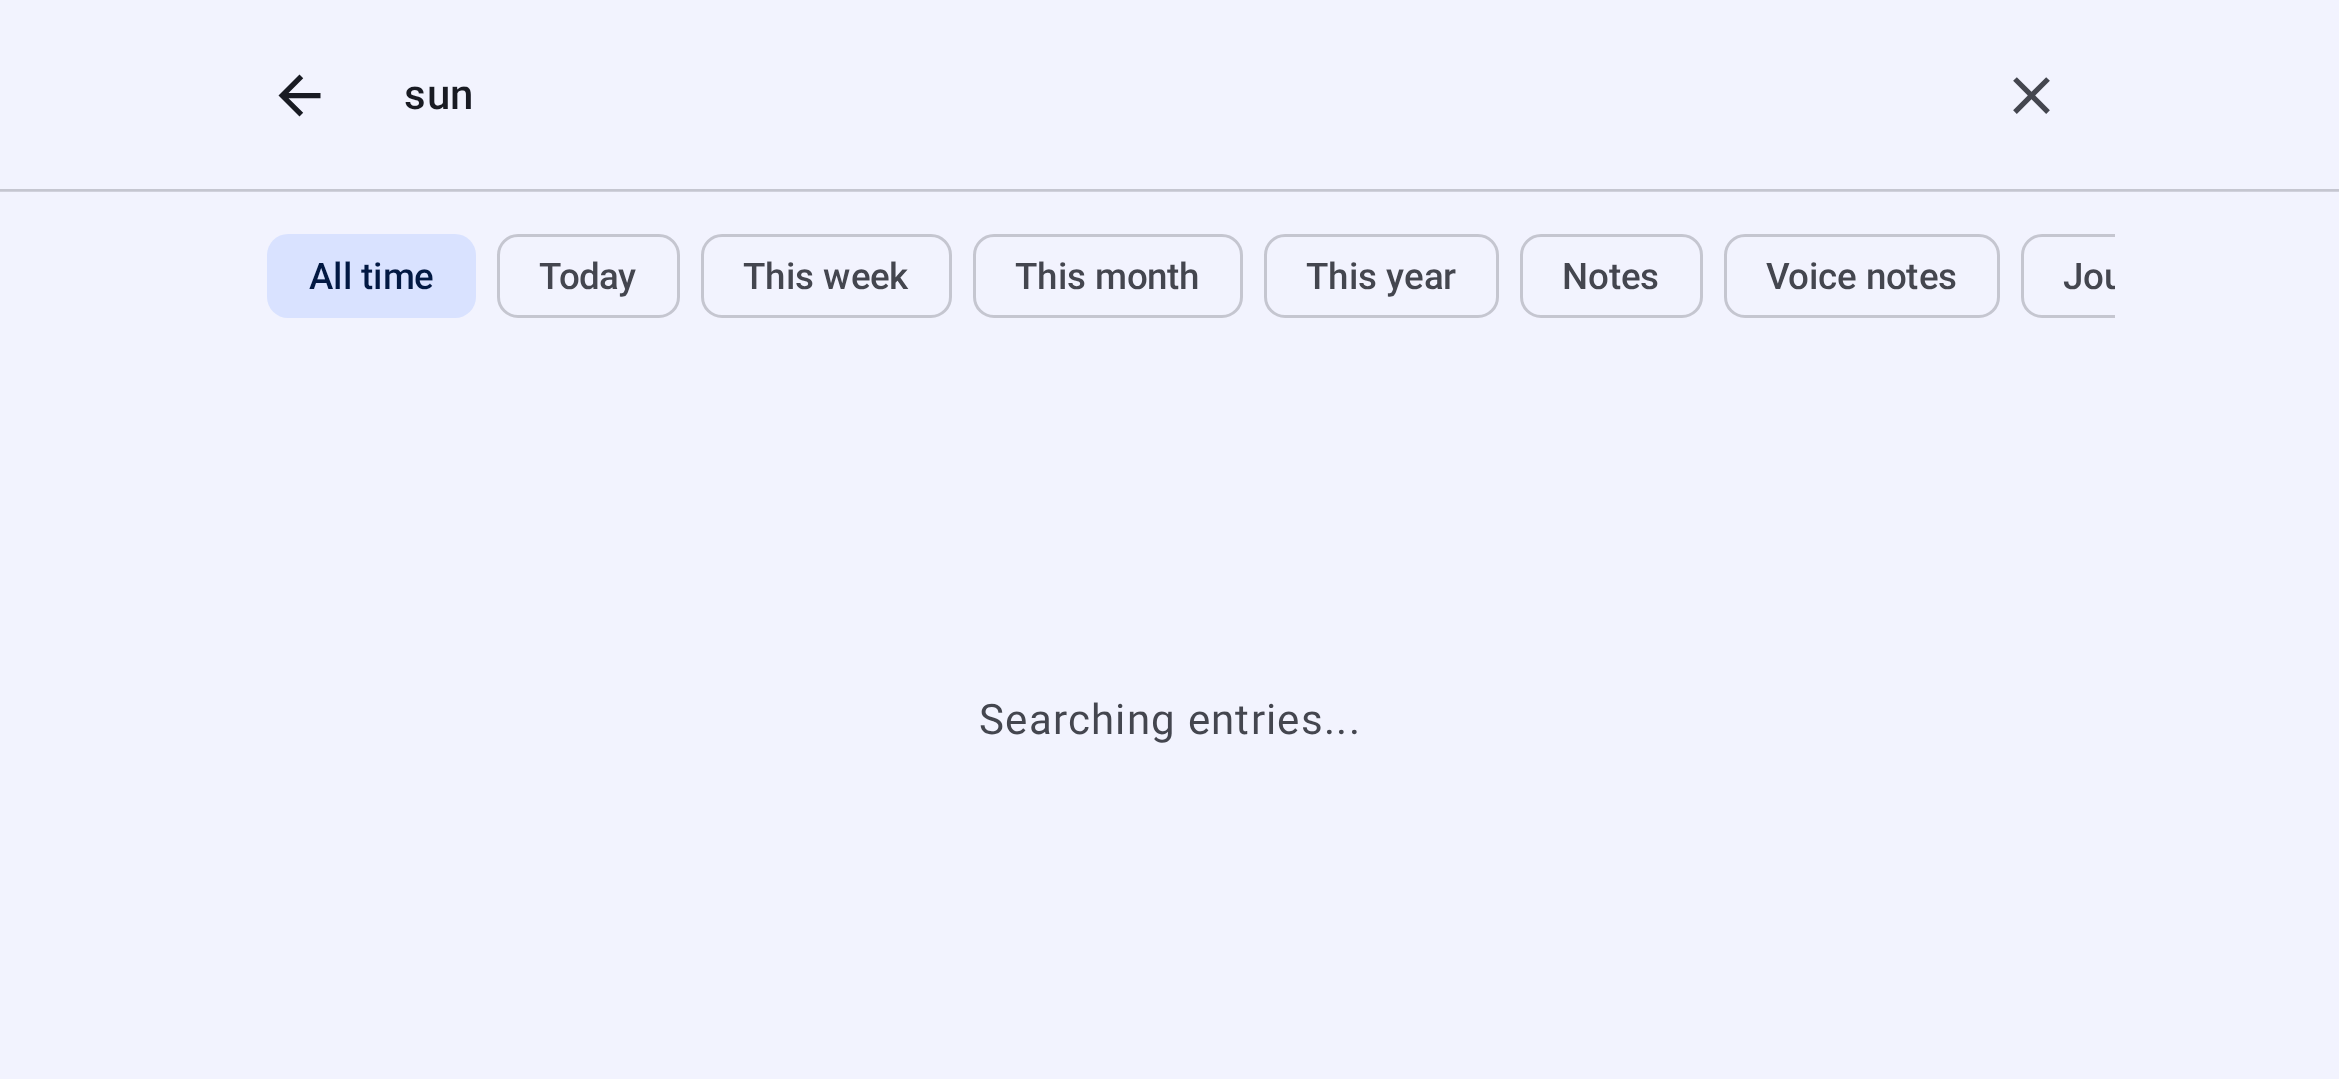 sun
All time Today This week This month This year Notes Voice notes
Searching entries...